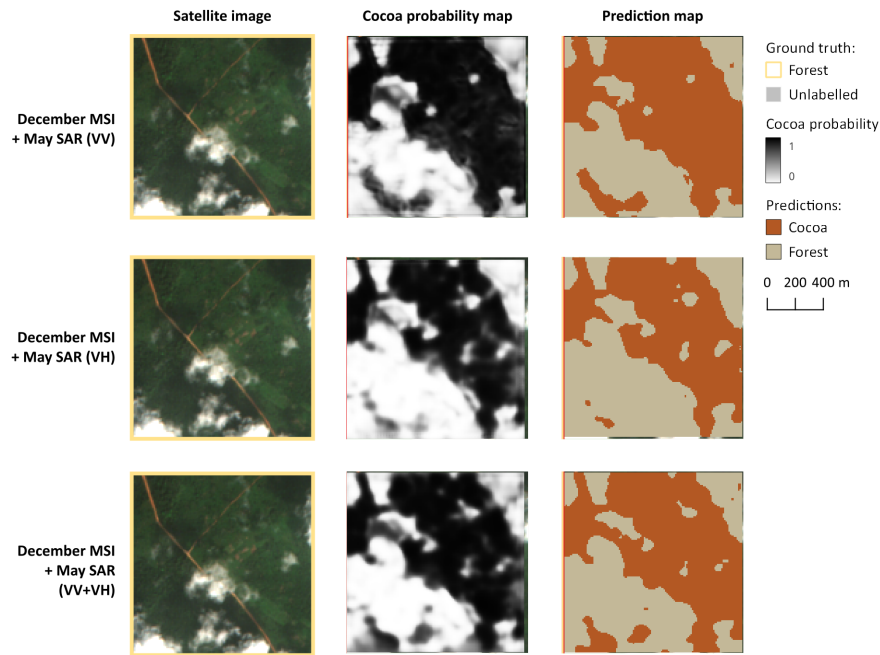 Satellite image
Cocoa probability map
Prediction map
December MSI
+ May SAR (VV)
December MSI
+ May SAR (VH)
December MSI
+ May SAR
(VV+VH)
Ground truth:
Forest
Unlabelled
Cocoa probability
1
0
Predictions:
Cocoa
Forest
0 200 400 m